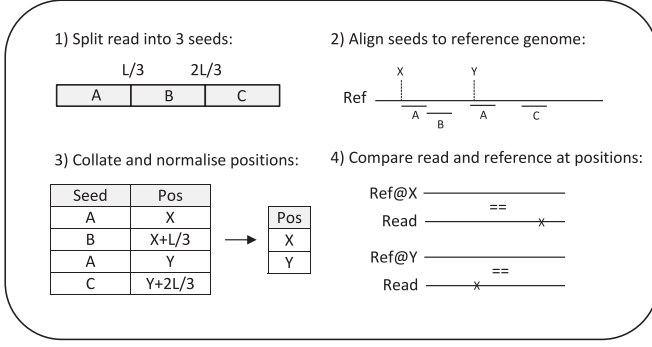 1) Split read into 3 seeds:
L/3 2L/3
A B C
2) Align seeds to reference genome:
X Y
Ref
A B A C
3) Collate and normalise positions:
Seed Pos
A X
B X+L/3
A Y
C Y+2L/3
Pos
X
Y
4) Compare read and reference at positions:
Ref@X
==
Read x
Ref@Y
==
Read x